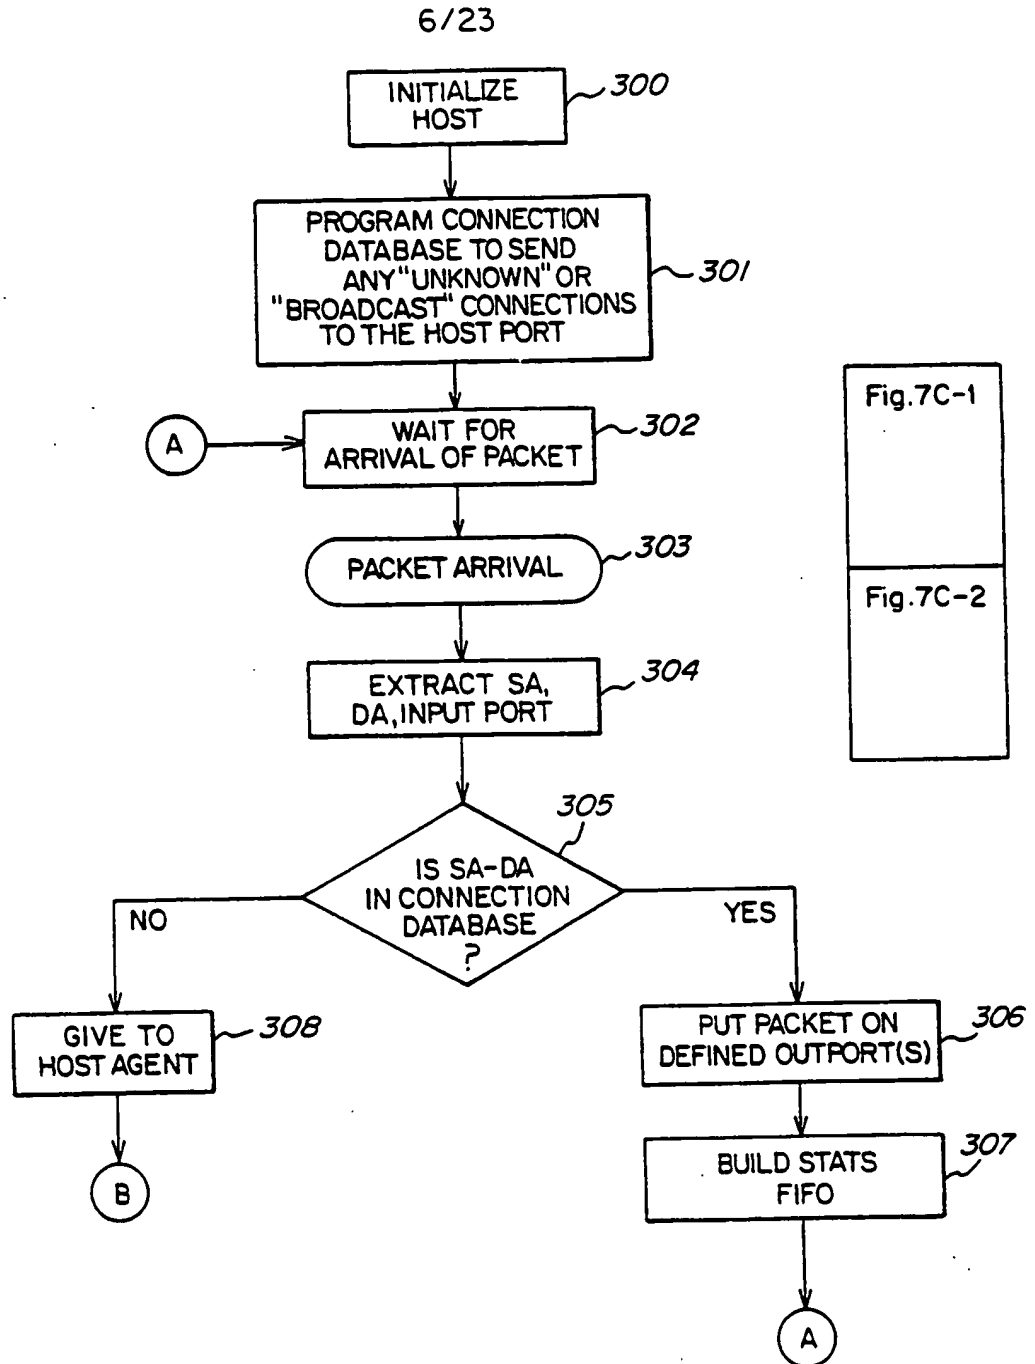 6/23
INITIALIZE
HOST
300
PROGRAM CONNECTION
DATABASE TO SEND
ANY "UNKNOWN" OR
"BROADCAST" CONNECTIONS
TO THE HOST PORT
301
A
WAIT FOR
ARRIVAL OF PACKET
302
PACKET ARRIVAL
303
EXTRACT SA,
DA, INPUT PORT
304
Fig.7C-1
Fig.7C-2
IS SA-DA
IN CONNECTION
DATABASE
?
305
NO
YES
GIVE TO
HOST AGENT
308
B
PUT PACKET ON
DEFINED OUTPORT(S)
306
BUILD STATS
FIFO
307
A